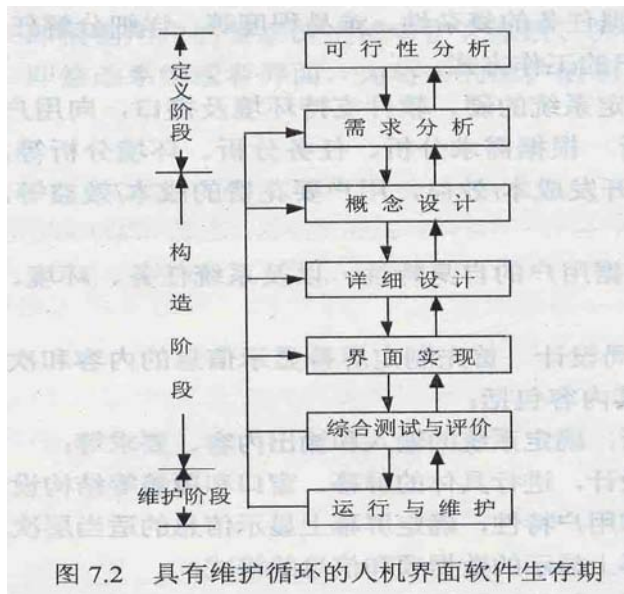 可行性分析
定义阶段
需求分析
概念设计
构造阶段
详细设计
界面实现
综合测试与评价
维护阶段
运行与维护
图 7.2 具有维护循环的人机界面软件生存期